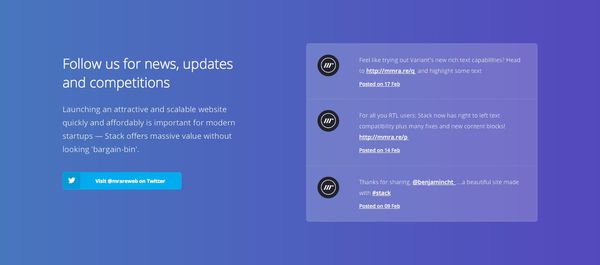 Follow us for news, updates
and competitions
Launching an attractive and scalable website
quickly and affordably is important for modern
startups — Stack offers massive value without
looking 'bargain-bin'.
Visit @mrareweb on Twitter
Feel like trying out Variant's new rich text capabilities? Head
to http://mmra.re/q and highlight some text
Posted on 17 Feb
For all you RTL users: Stack now has right to left text
compatibility plus many fixes and new content blocks!
http://mmra.re/p
Posted on 14 Feb
Thanks for sharing, @benjamincht_ ...a beautiful site made
with #stack
Posted on 09 Feb